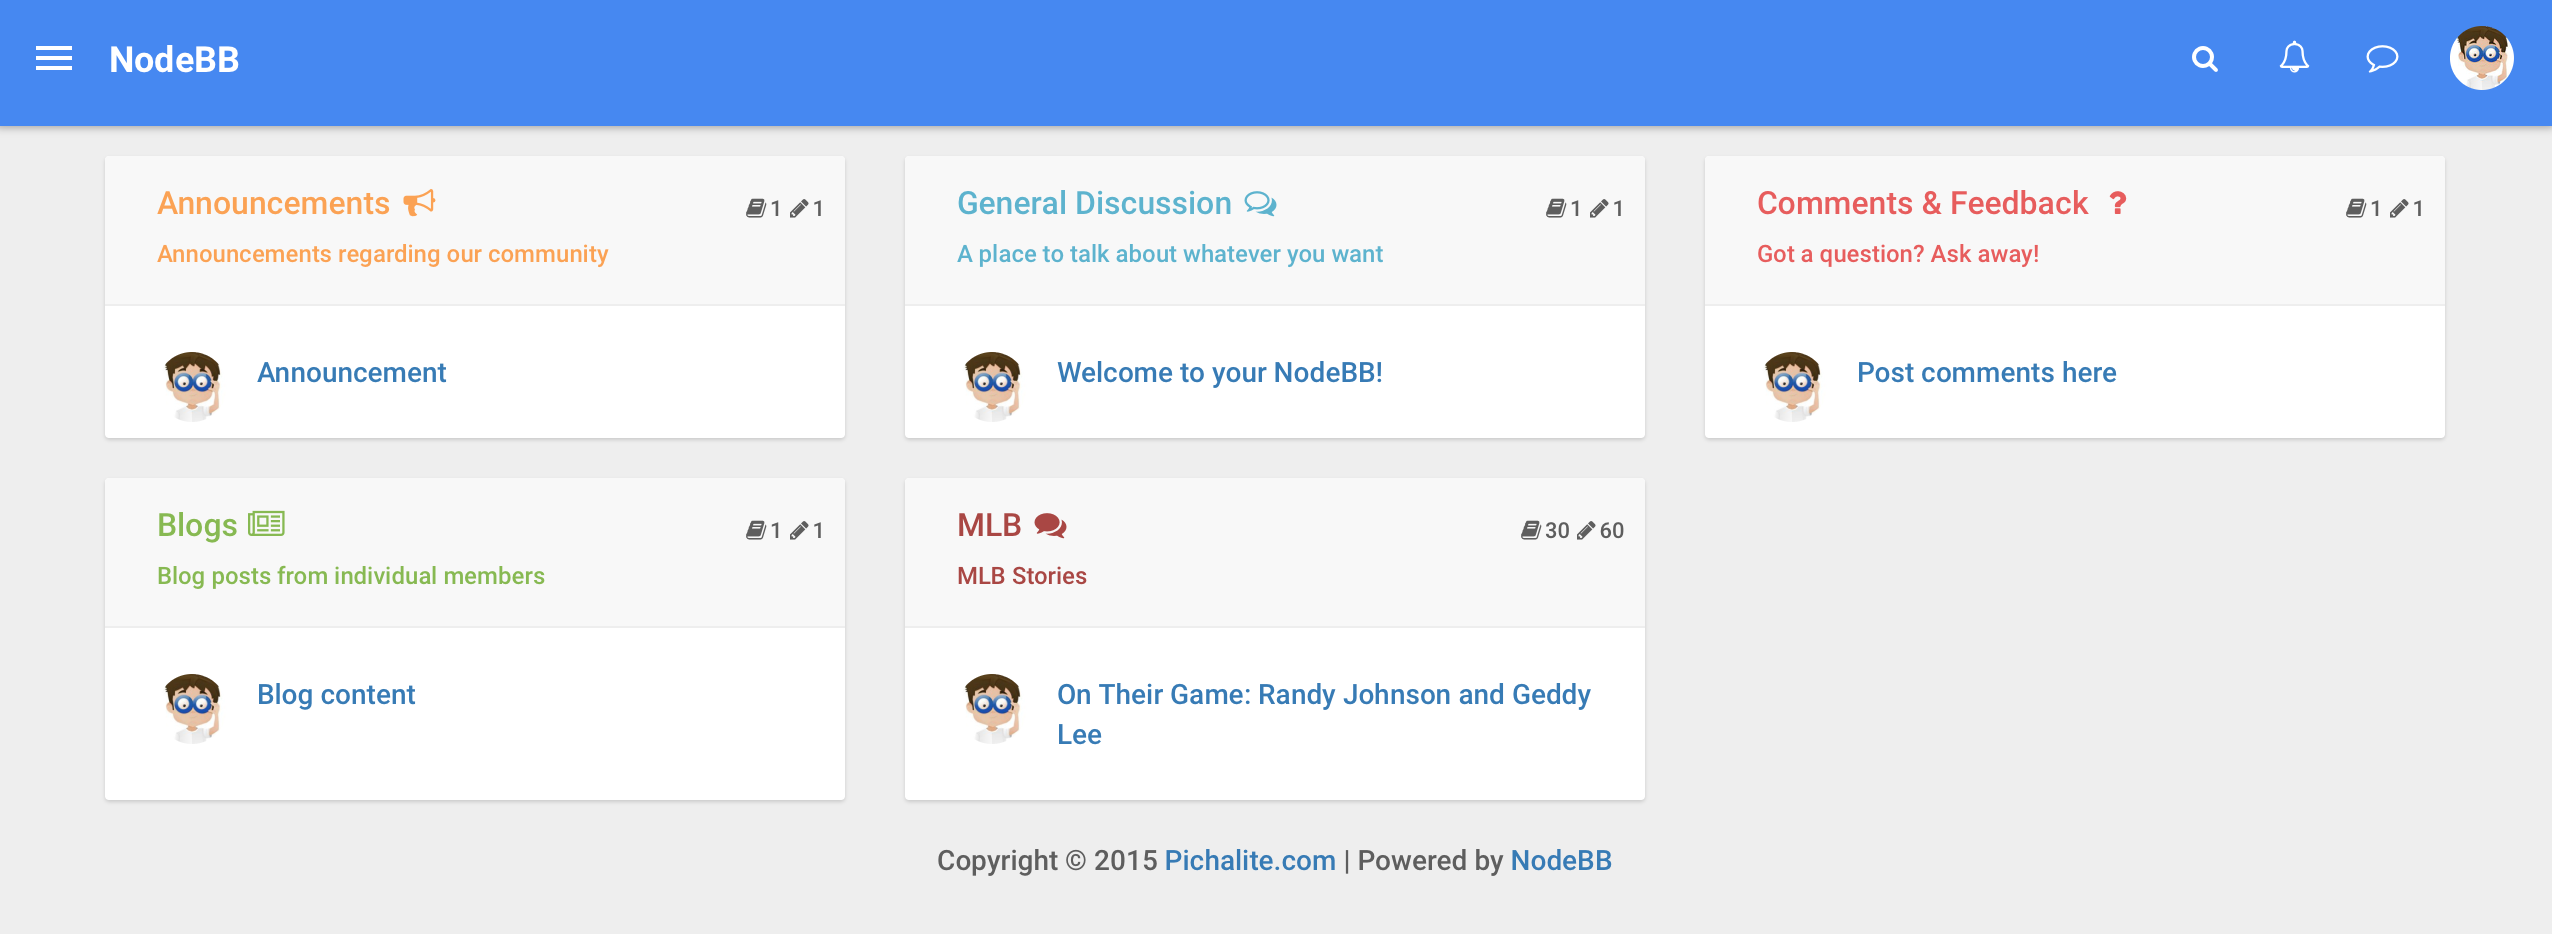 NodeBB
Announcements
1 1
Announcements regarding our community
Announcement
General Discussion
1 1
A place to talk about whatever you want
Welcome to your NodeBB!
Comments & Feedback ?
1 1
Got a question? Ask away!
Post comments here
Blogs
1 1
Blog posts from individual members
Blog content
MLB
30 60
MLB Stories
On Their Game: Randy Johnson and Geddy
Lee
Copyright © 2015 Pichalite.com | Powered by NodeBB